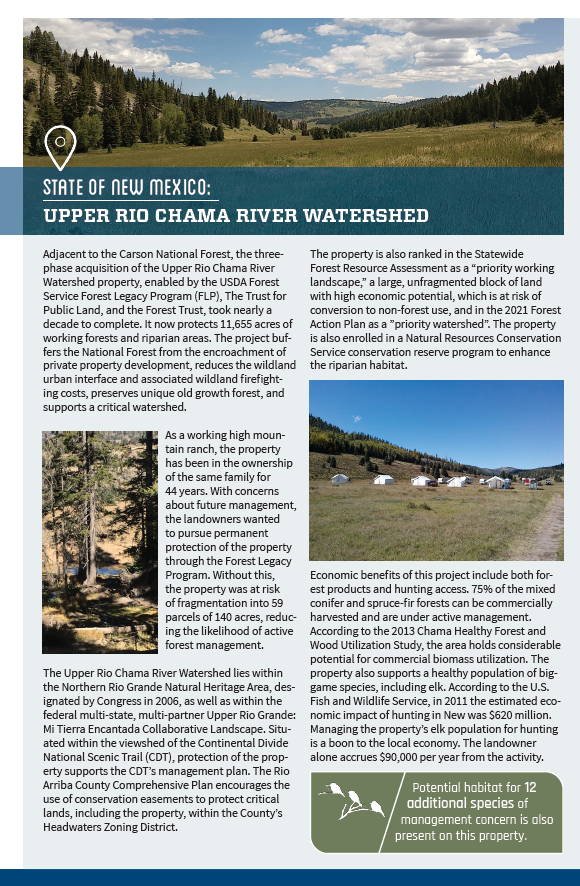 STATE OF NEW MEXICO:
UPPER RIO CHAMA RIVER WATERSHED
Adjacent to the Carson National Forest, the three-
phase acquisition of the Upper Rio Chama River
Watershed property, enabled by the USDA Forest
Service Forest Legacy Program (FLP), The Trust for
Public Land, and the Forest Trust, took nearly a
decade to complete. It now protects 11,655 acres of
working forests and riparian areas. The project buf-
fers the National Forest from the encroachment of
private property development, reduces the wildland
urban interface and associated wildland firefight-
ing costs, preserves unique old growth forest, and
supports a critical watershed.
As a working high moun-
tain ranch, the property
has been in the ownership
of the same family for
44 years. With concerns
about future management,
the landowners wanted
to pursue permanent
protection of the property
through the Forest Legacy
Program. Without this,
the property was at risk
of fragmentation into 59
parcels of 140 acres, reduc-
ing the likelihood of active
forest management.
The Upper Rio Chama River Watershed lies within
the Northern Rio Grande Natural Heritage Area, des-
ignated by Congress in 2006, as well as within the
federal multi-state, multi-partner Upper Rio Grande:
Mi Tierra Encantada Collaborative Landscape. Situ-
ated within the viewshed of the Continental Divide
National Scenic Trail (CDT), protection of the prop-
erty supports the CDT's management plan. The Rio
Arriba County Comprehensive Plan encourages the
use of conservation easements to protect critical
lands, including the property, within the County's
Headwaters Zoning District.
The property is also ranked in the Statewide
Forest Resource Assessment as a “priority working
landscape,” a large, unfragmented block of land
with high economic potential, which is at risk of
conversion to non-forest use, and in the 2021 Forest
Action Plan as a ”priority watershed”. The property
is also enrolled in a Natural Resources Conservation
Service conservation reserve program to enhance
the riparian habitat.
Economic benefits of this project include both for-
est products and hunting access. 75% of the mixed
conifer and spruce-fir forests can be commercially
harvested and are under active management.
According to the 2013 Chama Healthy Forest and
Wood Utilization Study, the area holds considerable
potential for commercial biomass utilization. The
property also supports a healthy population of big-
game species, including elk. According to the U.S.
Fish and Wildlife Service, in 2011 the estimated eco-
nomic impact of hunting in New was $620 million.
Managing the property's elk population for hunting
is a boon to the local economy. The landowner
alone accrues $90,000 per year from the activity.
Potential habitat for 12
additional species of
management concern is also
present on this property.